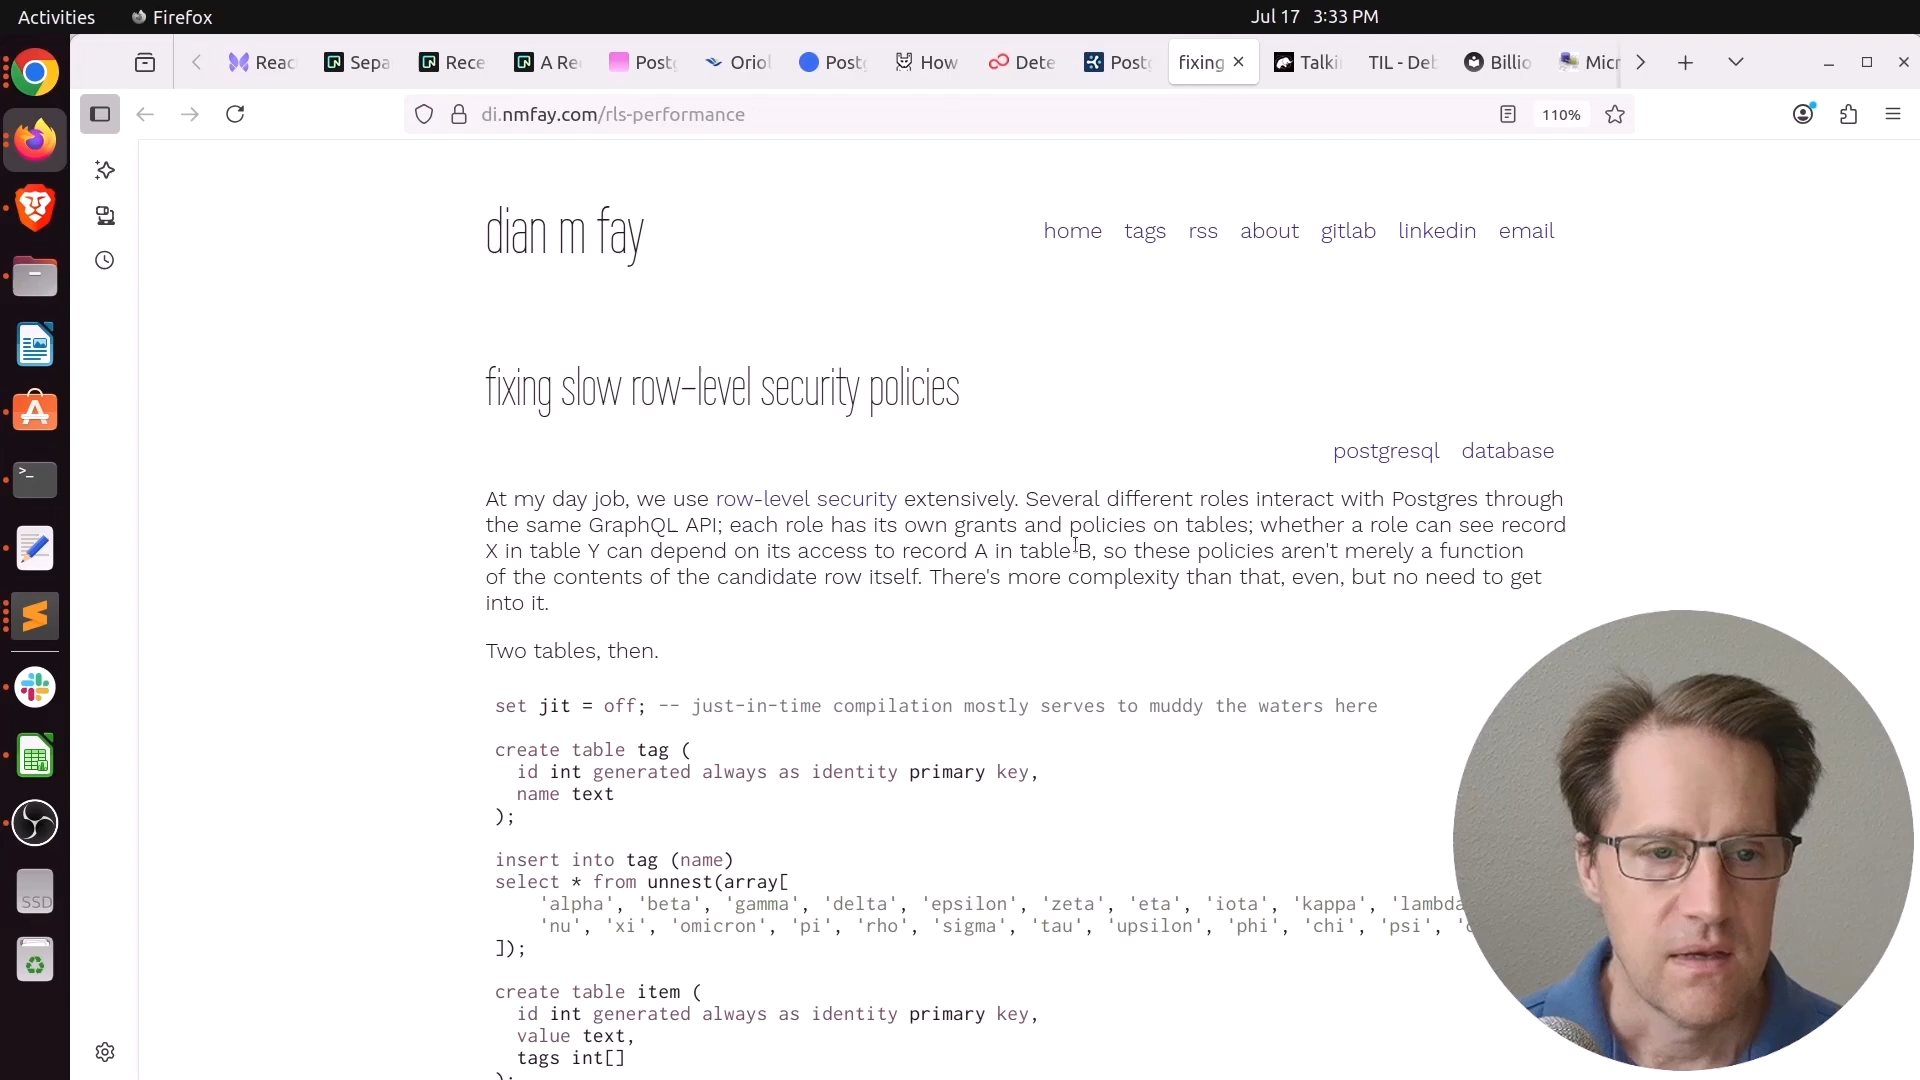 Activities
Firefox
Jul 17 3:33 PM
Reac
Sepa
Rece
A Re
Postg
Oriol
Postg
How
Dete
Postg
fixing
Talki
TIL - Deb
Billio
Micr
di.nmfay.com/rls-performance
110%
dian m fay
home tags rss about gitlab linkedin email
fixing slow row-level security policies
postgresql database
At my day job, we use row-level security extensively. Several different roles interact with Postgres through
the same GraphQL API; each role has its own grants and policies on tables; whether a role can see record
X in table Y can depend on its access to record A in table B, so these policies aren't merely a function
of the contents of the candidate row itself. There's more complexity than that, even, but no need to get
into it.
Two tables, then.
set jit = off; -- just-in-time compilation mostly serves to muddy the waters here
create table tag (
id int generated always as identity primary key,
name text
);
insert into tag (name)
select * from unnest(array[
'alpha', 'beta', 'gamma', 'delta', 'epsilon', 'zeta', 'eta', 'iota', 'kappa', 'lambda
'nu', 'xi', 'omicron', 'pi', 'rho', 'sigma', 'tau', 'upsilon', 'phi', 'chi', 'psi', '
]);
create table item (
id int generated always as identity primary key,
value text,
tags int[]
);
SSD